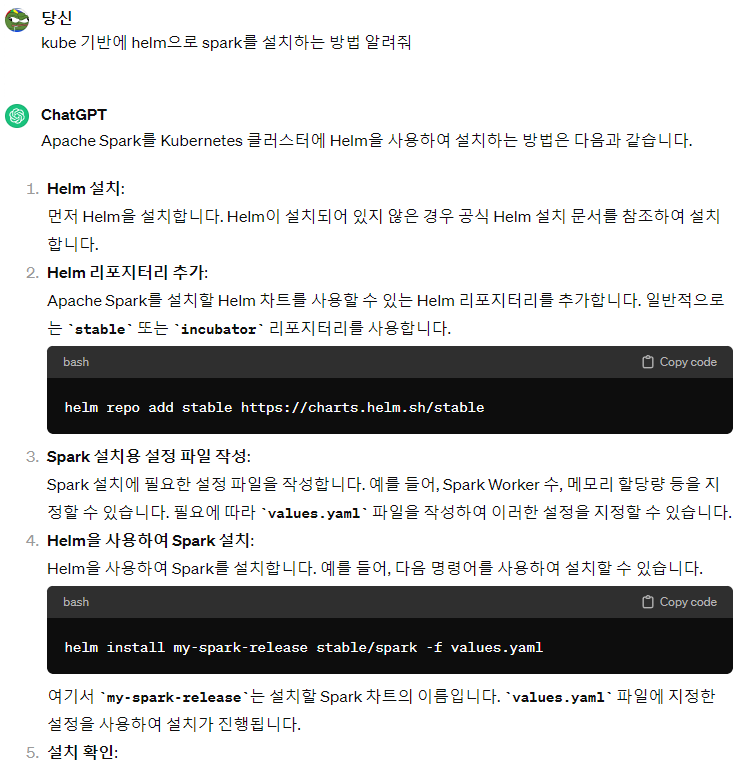 당신
kube 기반에 helm으로 spark를 설치하는 방법 알려줘
ChatGPT
Apache Spark를 Kubernetes 클러스터에 Helm을 사용하여 설치하는 방법은 다음과 같습니다.
1. Helm 설치:
먼저 Helm을 설치합니다. Helm이 설치되어 있지 않은 경우 공식 Helm 설치 문서를 참조하여 설치
합니다.
2. Helm 리포지터리 추가:
Apache Spark를 설치할 Helm 차트를 사용할 수 있는 Helm 리포지터리를 추가합니다. 일반적으로
는 `stable` 또는 `incubator` 리포지터리를 사용합니다.
bash Copy code
helm repo add stable https://charts.helm.sh/stable
3. Spark 설치용 설정 파일 작성:
Spark 설치에 필요한 설정 파일을 작성합니다. 예를 들어, Spark Worker 수, 메모리 할당량 등을 지
정할 수 있습니다. 필요에 따라 `values.yaml` 파일을 작성하여 이러한 설정을 지정할 수 있습니다.
4. Helm을 사용하여 Spark 설치:
Helm을 사용하여 Spark를 설치합니다. 예를 들어, 다음 명령어를 사용하여 설치할 수 있습니다.
bash Copy code
helm install my-spark-release stable/spark -f values.yaml
여기서 `my-spark-release`는 설치할 Spark 차트의 이름입니다. `values.yaml` 파일에 지정한
설정을 사용하여 설치가 진행됩니다.
5. 설치 확인: